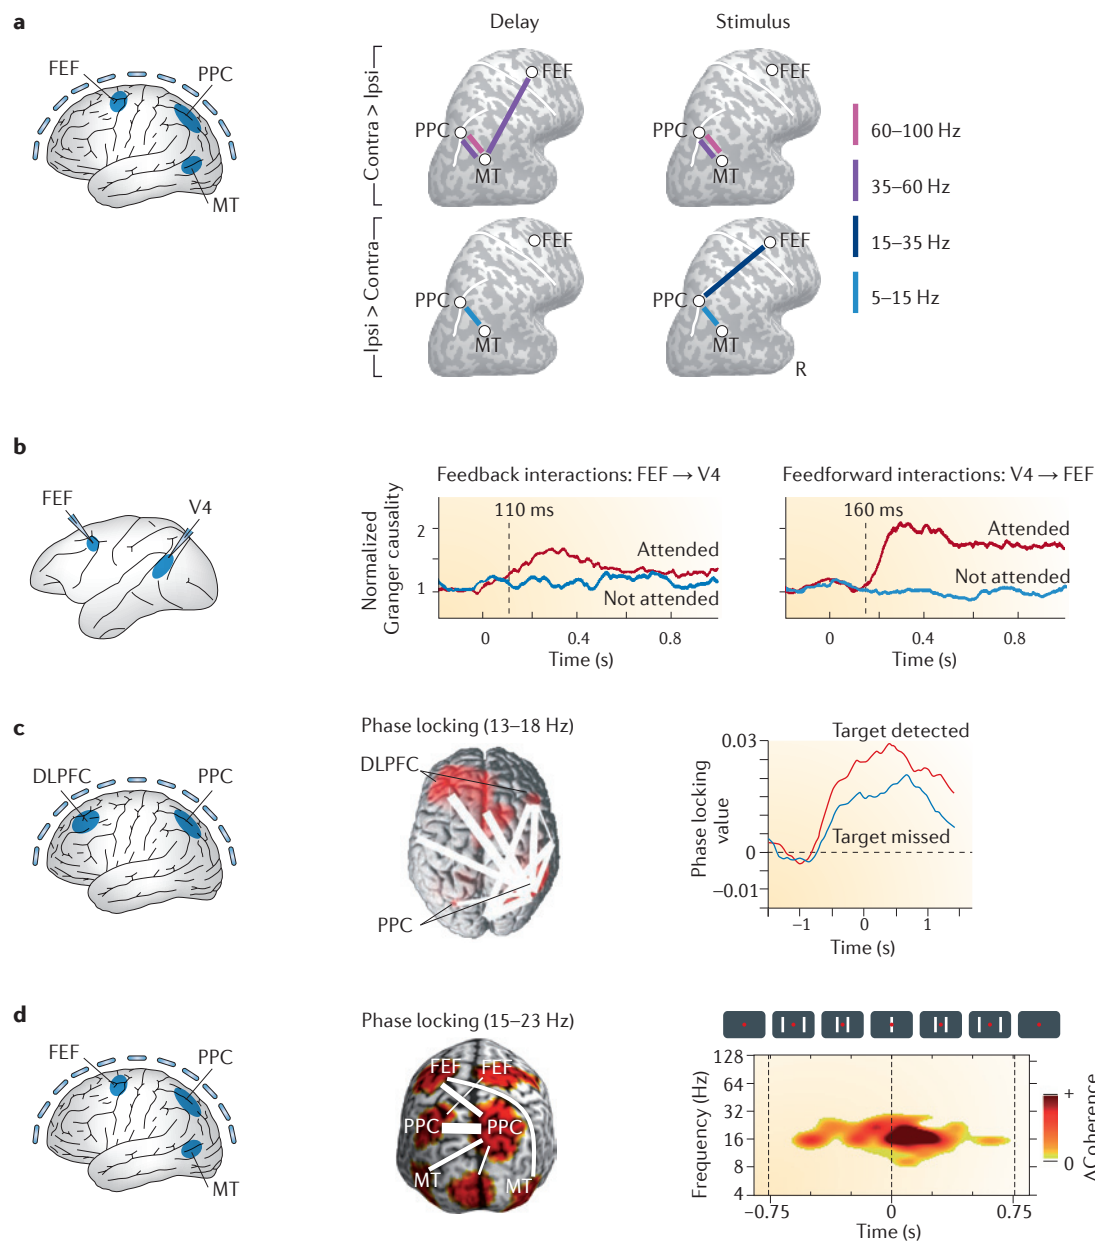 a
Delay
Stimulus
FEF
PPC
MT
Contra > Ipsi
FEF
PPC
MT
FEF
PPC
MT
60–100 Hz
35–60 Hz
15–35 Hz
5–15 Hz
Ipsi > Contra
FEF
PPC
MT
FEF
PPC
MT
R
b
FEF
V4
Feedback interactions: FEF → V4
Normalized
Granger causality
2
1
110 ms
Attended
Not attended
0
0.4
0.8
Time (s)
Feedforward interactions: V4 → FEF
160 ms
Attended
Not attended
0
0.4
0.8
Time (s)
c
DLPFC
PPC
Phase locking (13–18 Hz)
DLPFC
PPC
Phase locking
value
0.03
0
−0.01
Target detected
Target missed
−1
0
1
Time (s)
d
FEF
PPC
MT
Phase locking (15–23 Hz)
FEF
FEF
PPC
PPC
MT
MT
Frequency (Hz)
128
64
32
16
8
4
−0.75
0
0.75
Time (s)
+
0
ΔCoherence